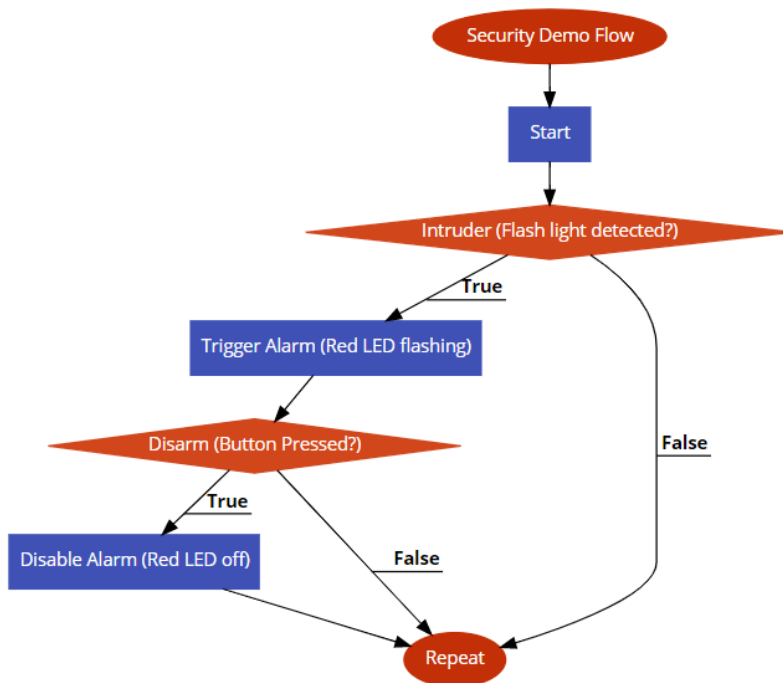 Security Demo Flow
Start
Intruder (Flash light detected?)
True
Trigger Alarm (Red LED flashing)
False
Disarm (Button Pressed?)
True
Disable Alarm (Red LED off)
False
Repeat